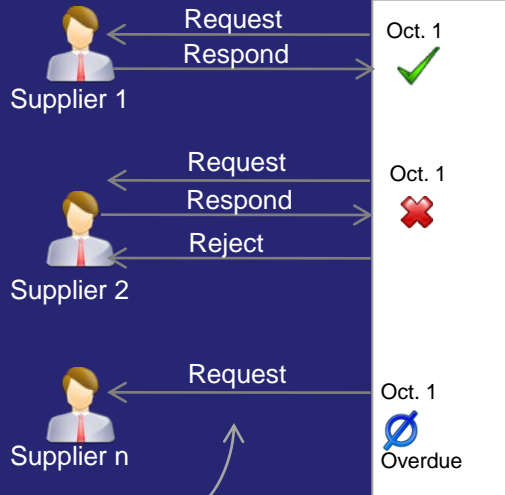 Request
Oct. 1
Respond
Supplier 1
Request
Oct. 1
Respond
Reject
Supplier 2
Request
Oct. 1
Supplier n
Overdue